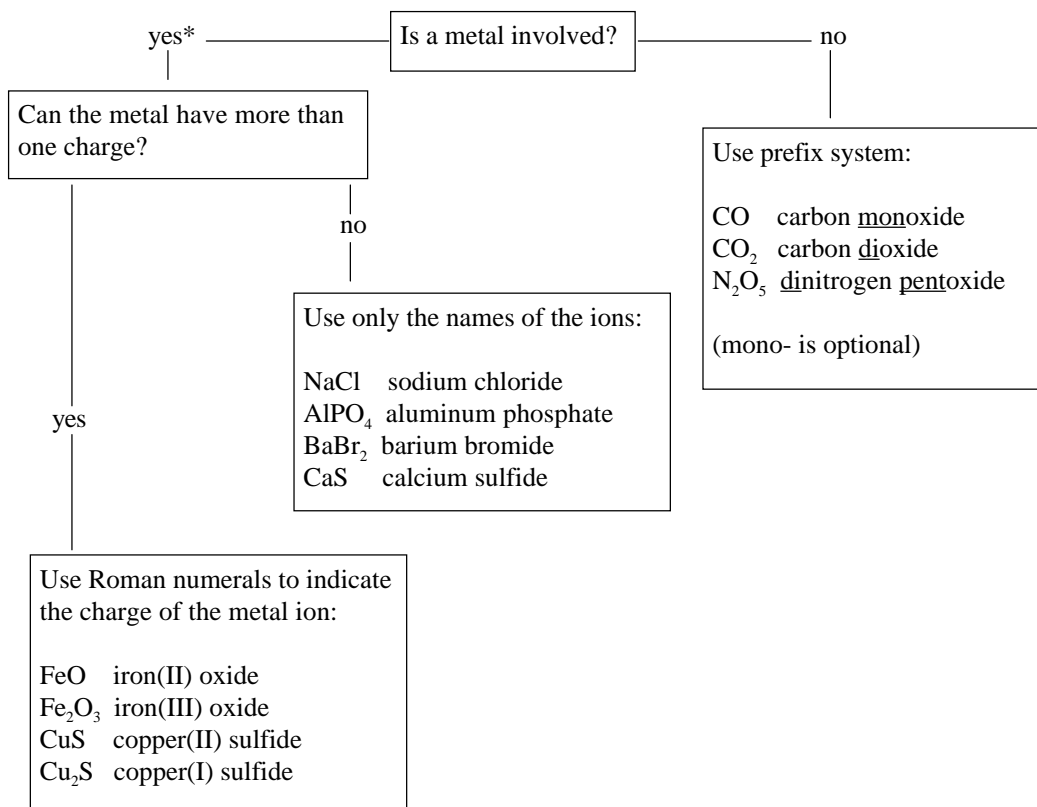 yes*
Is a metal involved?
no
Can the metal have more than
one charge?
Use prefix system:
CO carbon monoxide
CO₂ carbon dioxide
N₂O₅ dinitrogen pentoxide
(mono- is optional)
no
Use only the names of the ions:
NaCl sodium chloride
AlPO₄ aluminum phosphate
BaBr₂ barium bromide
CaS calcium sulfide
yes
Use Roman numerals to indicate
the charge of the metal ion:
FeO iron(II) oxide
Fe₂O₃ iron(III) oxide
CuS copper(II) sulfide
Cu₂S copper(I) sulfide